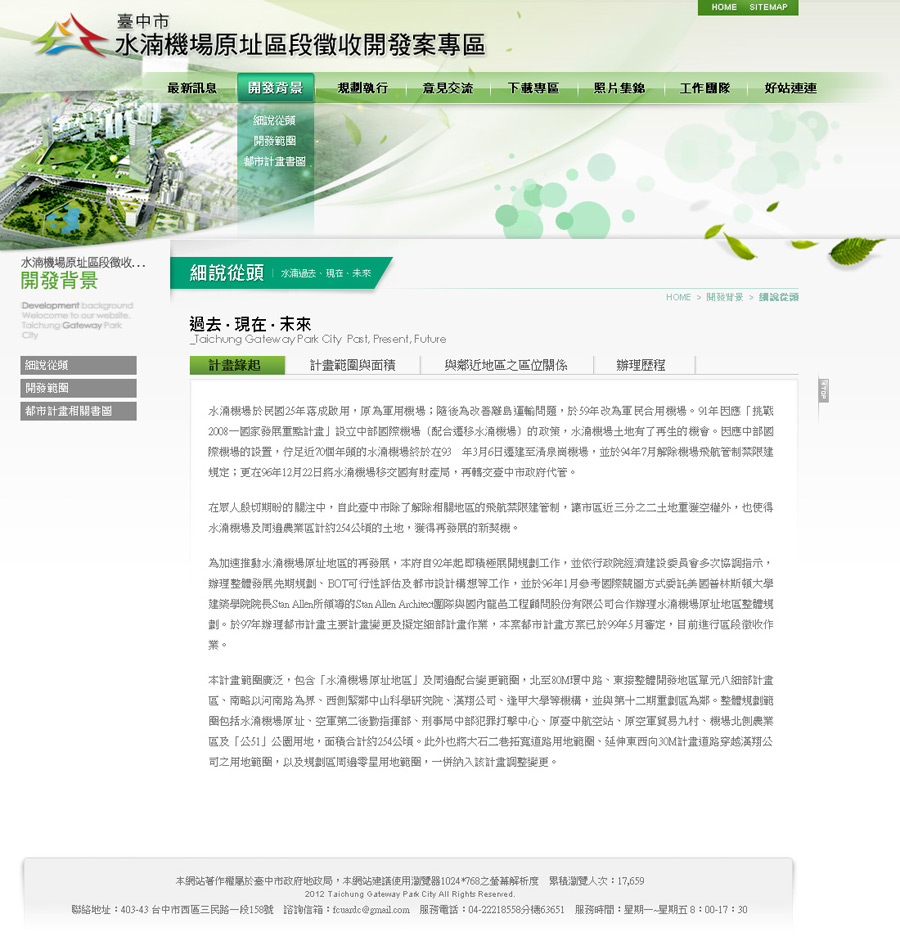 HOME SITEMAP
臺中市
水湳機場原址區段徵收開發案專區
最新訊息 開發背景 規劃執行 意見交流 下載專區 照片集錦 工作團隊 好站連連
細說從頭
開發範圍
都市計畫書圖
水湳機場原址區段徵收...
開發背景
Development background
Welocome to our website.
Taichung Gateway Park
City
細說從頭
開發範圍
都市計畫相關書圖
細說從頭 | 水湳過去、現在、未來
HOME > 開發背景 > 細說從頭
過去 . 現在 . 未來
_Taichung Gateway Park City Past, Present, Future
計畫緣起 計畫範圍與面積 與鄰近地區之區位關係 辦理歷程
TOP
水湳機場於民國25年落成啟用，原為軍用機場；隨後為改善離島運輸問題，於59年改為軍民合用機場。91年因應「挑戰
2008—國家發展重點計畫」設立中部國際機場〔配合遷移水湳機場〕的政策，水湳機場土地有了再生的機會。因應中部國
際機場的設置，佇足近70個年頭的水湳機場終於在93 年3月6日遷建至清泉崗機場，並於94年7月解除機場飛航管制禁限建
規定；更在96年12月22日將水湳機場移交國有財產局，再轉交臺中市政府代管。
在眾人殷切期盼的關注中，自此臺中市除了解除相關地區的飛航禁限建管制，讓市區近三分之二土地重獲空權外，也使得
水湳機場及周邊農業區計約254公頃的土地，獲得再發展的新契機。
為加速推動水湳機場原址地區的再發展，本府自92年起即積極展開規劃工作，並依行政院經濟建設委員會多次協調指示，
辦理整體發展先期規劃、BOT可行性評估及都市設計構想等工作，並於96年1月參考國際競圖方式委託美國普林斯頓大學
建築學院院長Stan Allen所領導的Stan Allen Architect團隊與國內龍邑工程顧問股份有限公司合作辦理水湳機場原址地區整體規
劃。於97年辦理都市計畫主要計畫變更及擬定細部計畫作業，本案都市計畫方案已於99年5月審定，目前進行區段徵收作
業。
本計畫範圍廣泛，包含「水湳機場原址地區」及周邊配合變更範圍，北至80M環中路、東接整體開發地區單元八細部計畫
區、南略以河南路為界、西側緊鄰中山科學研究院、漢翔公司、逢甲大學等機構，並與第十二期重劃區為鄰。整體規劃範
圍包括水湳機場原址、空軍第二後勤指揮部、刑事局中部犯罪打擊中心、原臺中航空站、原空軍貿易九村、機場北側農業
區及「公51」公園用地，面積合計約254公頃。此外也將大石二巷拓寬道路用地範圍、延伸東西向30M計畫道路穿越漢翔公
司之用地範圍，以及規劃區周邊零星用地範圍，一併納入該計畫調整變更。
本網站著作權屬於臺中市政府地政局，本網站建議使用瀏覽器1024*768之螢幕解析度 累積瀏覽人次：17,659
2012 Taichung Gateway Park City All Rights Reserved.
聯絡地址：403-43 台中市西區三民路一段158號 諮詢信箱：fcuardc@gmail.com 服務電話：04-22218558分機63651 服務時間：星期一~星期五 8：00-17：30